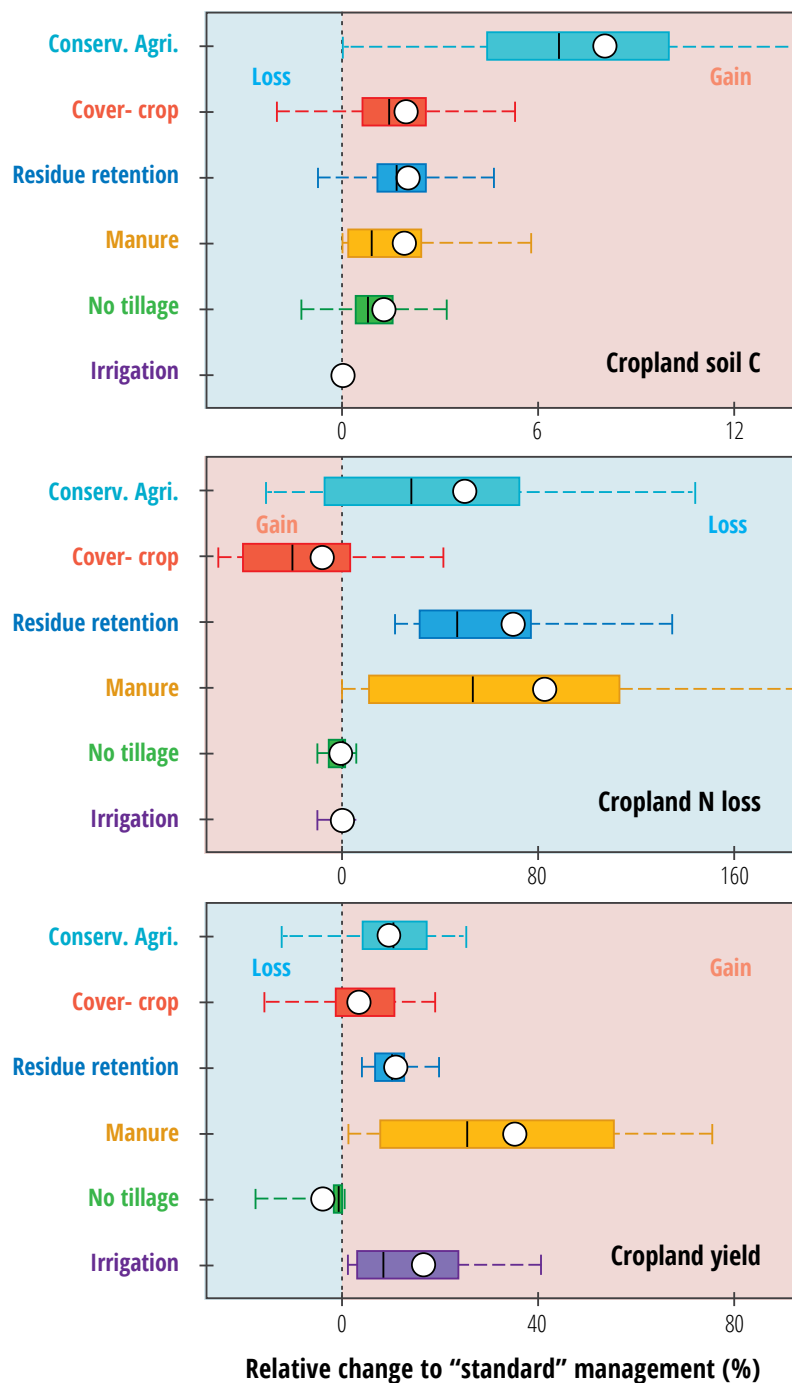 Conserv. Agri.
Loss
Gain
Cover- crop
Residue retention
Manure
No tillage
Irrigation
Cropland soil C
0
6
12
Conserv. Agri.
Gain
Loss
Cover- crop
Residue retention
Manure
No tillage
Cropland N loss
Irrigation
0
80
160
Conserv. Agri.
Loss
Gain
Cover- crop
Residue retention
Manure
No tillage
Irrigation
Cropland yield
0
40
80
Relative change to “standard” management (%)